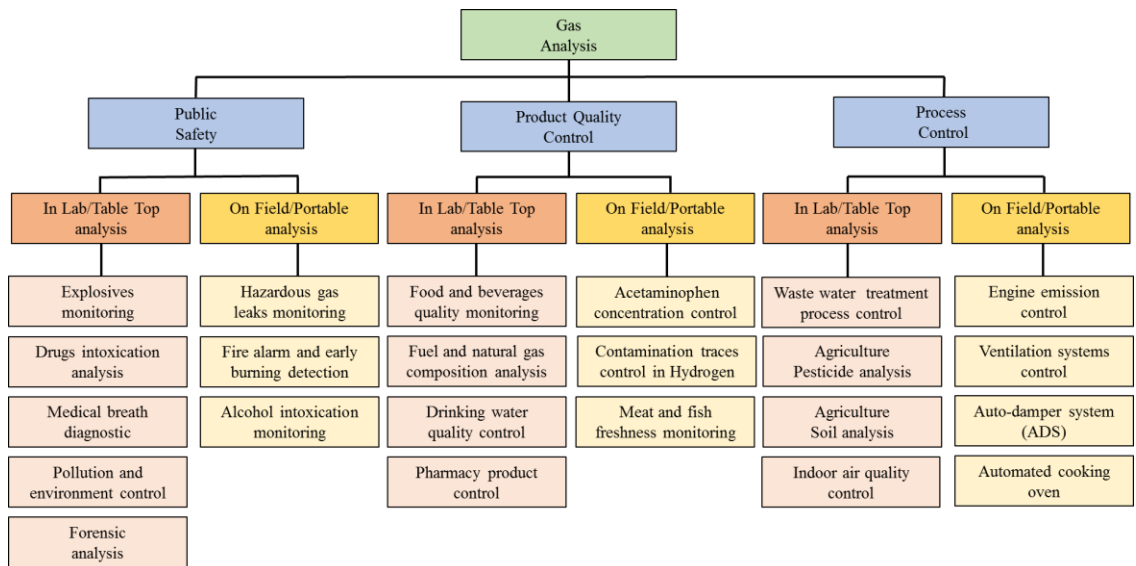 Gas
Analysis
Public
Safety
Product Quality
Control
Process
Control
In Lab/Table Top
analysis
On Field/Portable
analysis
In Lab/Table Top
analysis
On Field/Portable
analysis
In Lab/Table Top
analysis
On Field/Portable
analysis
Explosives
monitoring
Drugs intoxication
analysis
Medical breath
diagnostic
Pollution and
environment control
Forensic
analysis
Hazardous gas
leaks monitoring
Fire alarm and early
burning detection
Alcohol intoxication
monitoring
Food and beverages
quality monitoring
Fuel and natural gas
composition analysis
Drinking water
quality control
Pharmacy product
control
Acetaminophen
concentration control
Contamination traces
control in Hydrogen
Meat and fish
freshness monitoring
Waste water treatment
process control
Agriculture
Pesticide analysis
Agriculture
Soil analysis
Indoor air quality
control
Engine emission
control
Ventilation systems
control
Auto-damper system
(ADS)
Automated cooking
oven